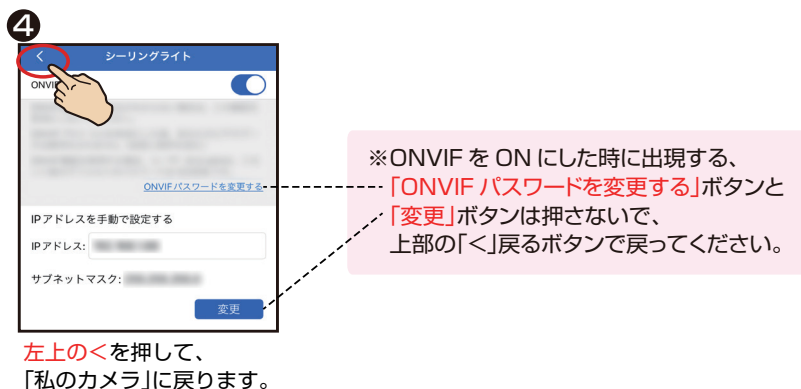 ❹
< シーリングライト
ONVIF
ONVIFパスワードを変更する
IPアドレスを手動で設定する
IPアドレス:
サブネットマスク:
変更
※ONVIF を ON にした時に出現する、
「ONVIF パスワードを変更する」ボタンと
「変更」ボタンは押さないで、
上部の「<」戻るボタンで戻ってください。
左上の<を押して、
「私のカメラ」に戻ります。